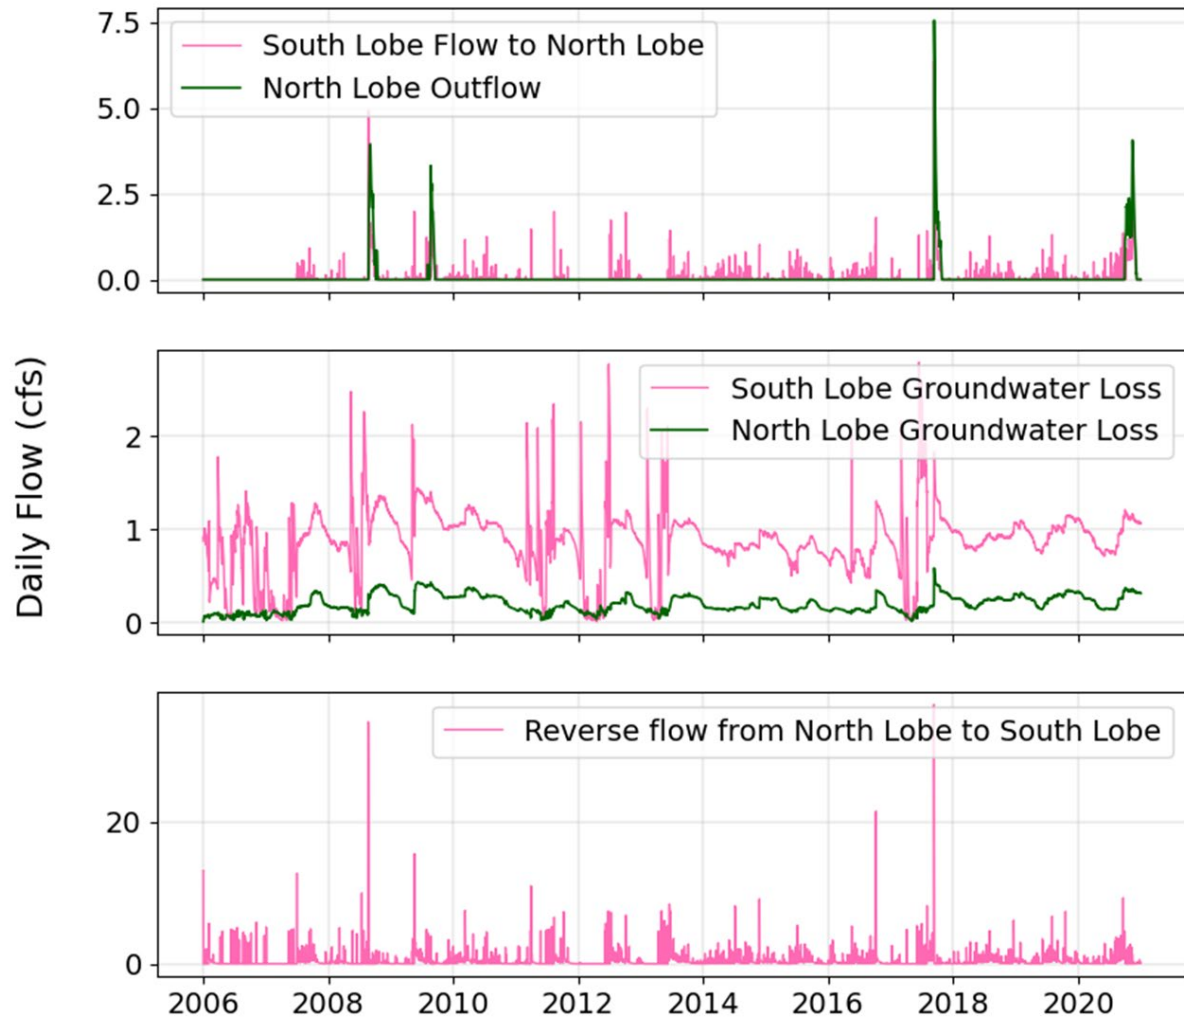 7.5
South Lobe Flow to North Lobe
North Lobe Outflow
5.0
2.5
0.0
Daily Flow (cfs)
South Lobe Groundwater Loss
North Lobe Groundwater Loss
2
1
0
Reverse flow from North Lobe to South Lobe
20
0
2006 2008 2010 2012 2014 2016 2018 2020